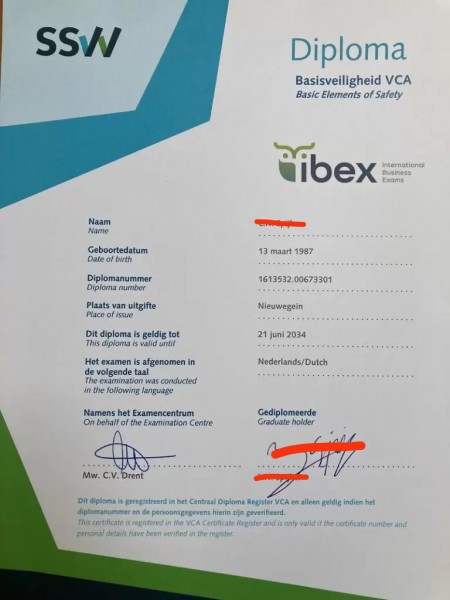 SSVV
Diploma
Basisveiligheid VCA
Basic Elements of Safety
ibex International Business Exams
Naam
Name
Geboortedatum 13 maart 1987
Date of birth
Diplomanummer 1613532.00673301
Diploma number
Plaats van uitgifte Nieuwegein
Place of issue
Dit diploma is geldig tot 21 juni 2034
This diploma is valid until
Het examen is afgenomen in Nederlands/Dutch
de volgende taal
The examination was conducted
in the following language
Namens het Examencentrum Gediplomeerde
On behalf of the Examination Centre Graduate holder
Mw. C.V. Drent
Dit diploma is geregistreerd in het Centraal Diploma Register VCA en alleen geldig indien het
diplomanummer en de persoonsgegevens hierin zijn geverifieerd.
This certificate is registered in the VCA Certificate Register and is only valid if the certificate number and
personal details have been verified in the register.